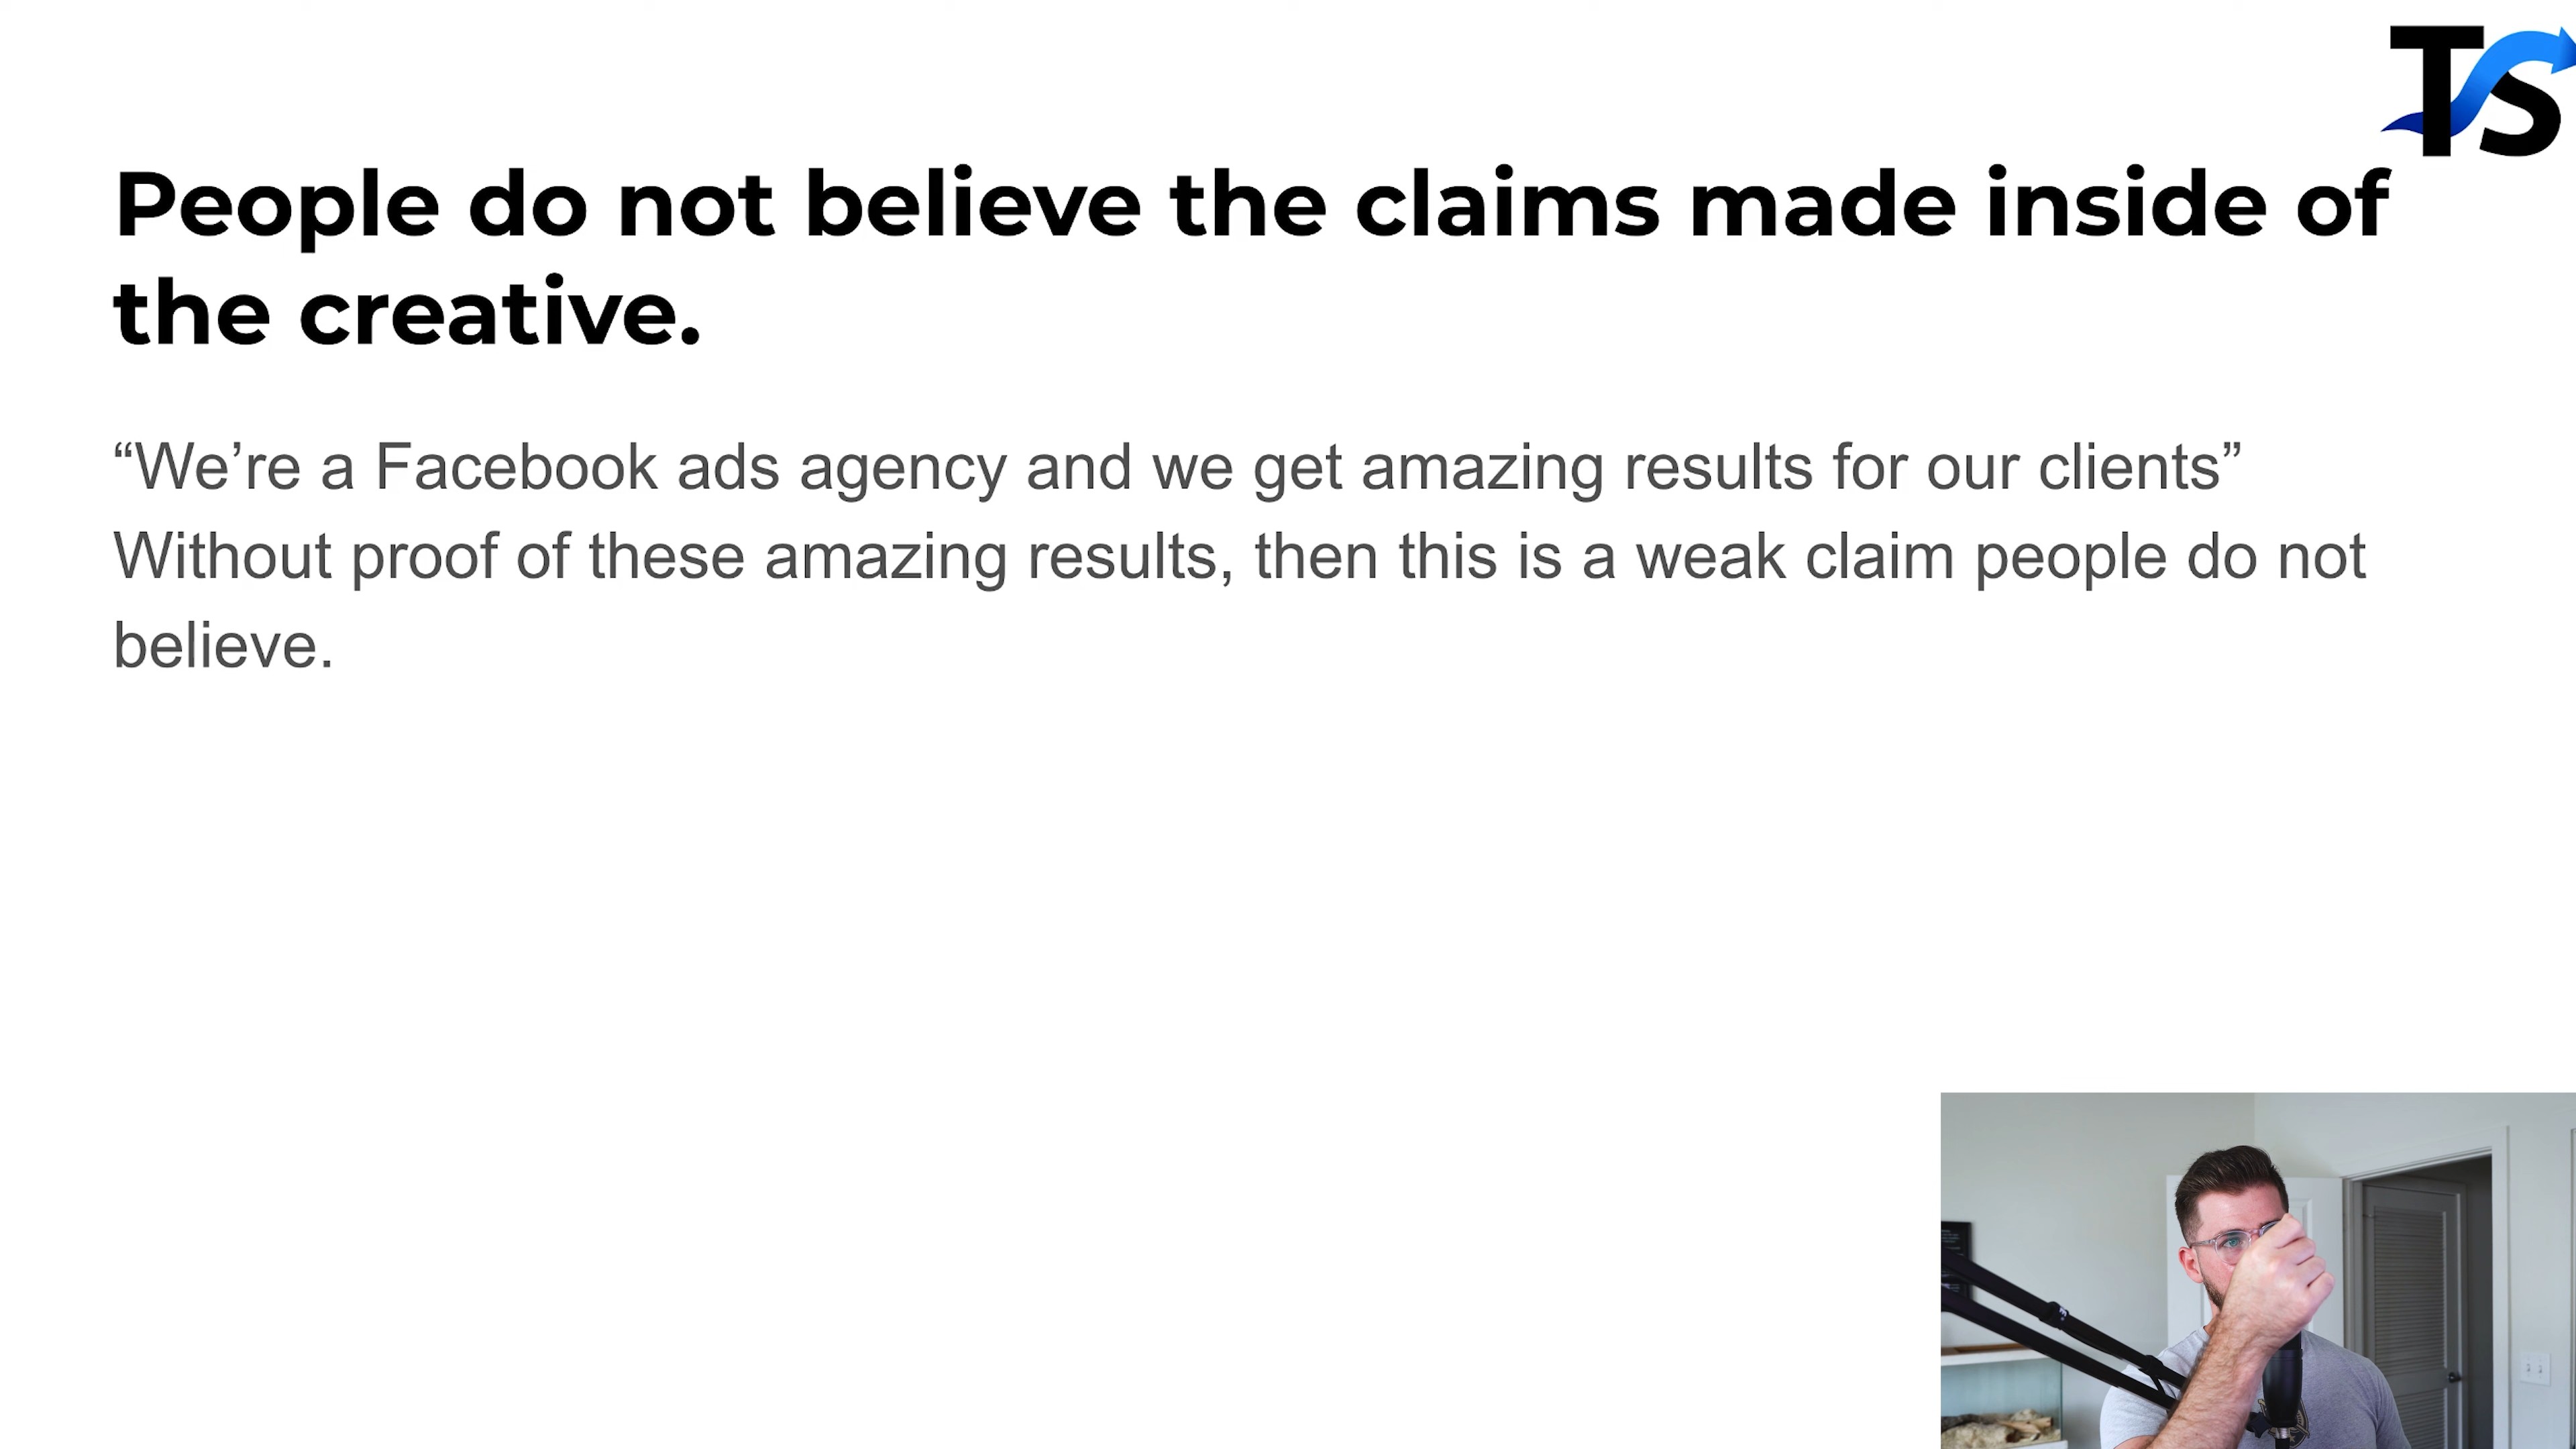 TS
People do not believe the claims made inside of
the creative.
“We’re a Facebook ads agency and we get amazing results for our clients”
Without proof of these amazing results, then this is a weak claim people do not
believe.